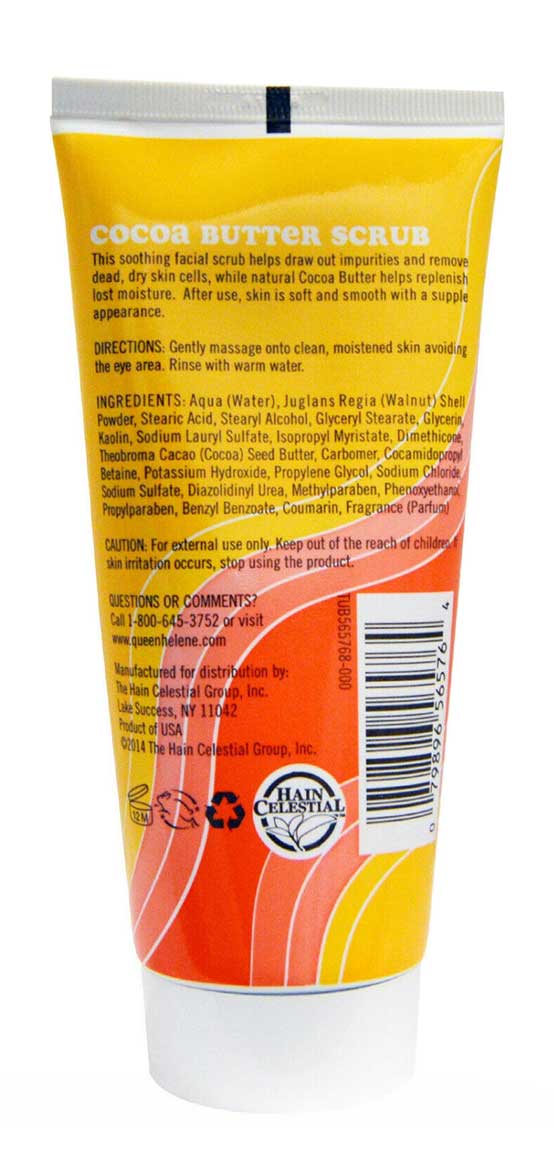 COCOA BUTTER SCRUB
This soothing facial scrub helps draw out impurities and remove
dead, dry skin cells, while natural Cocoa Butter helps replenish
lost moisture. After use, skin is soft and smooth with a supple
appearance.
DIRECTIONS: Gently massage onto clean, moistened skin avoiding
the eye area. Rinse with warm water.
INGREDIENTS: Aqua (Water), Juglans Regia (Walnut) Shell
Powder, Stearic Acid, Stearyl Alcohol, Glyceryl Stearate, Glycerin,
Kaolin, Sodium Lauryl Sulfate, Isopropyl Myristate, Dimethicone,
Theobroma Cacao (Cocoa) Seed Butter, Carbomer, Cocamidopropyl
Betaine, Potassium Hydroxide, Propylene Glycol, Sodium Chloride,
Sodium Sulfate, Diazolidinyl Urea, Methylparaben, Phenoxyethanol,
Propylparaben, Benzyl Benzoate, Coumarin, Fragrance (Parfum)
CAUTION: For external use only. Keep out of the reach of children. If
skin irritation occurs, stop using the product.
QUESTIONS OR COMMENTS?
Call 1-800-645-3752 or visit
www.queenhelene.com
Manufactured for distribution by:
The Hain Celestial Group, Inc.
Lake Success, NY 11042
Product of USA
©2014 The Hain Celestial Group, Inc.
12M
HAIN
CELESTIAL
TUB565768-000
0 79896 56576 4